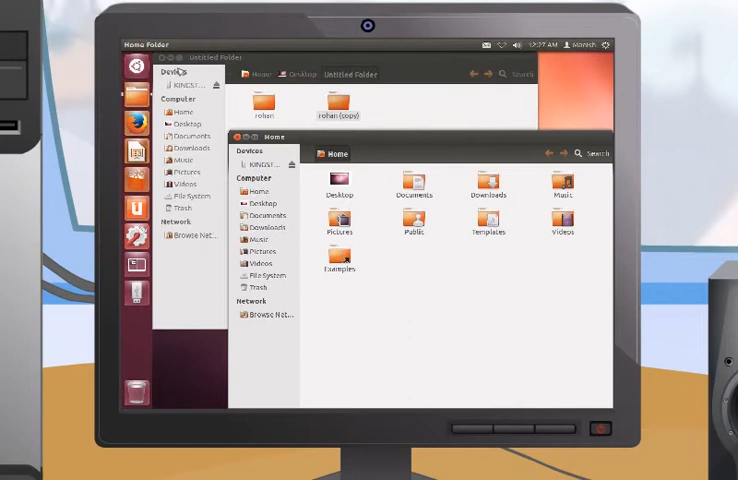 Home Folder 12:27 AM Manish
Untitled Folder
Devices
KINGST...
Computer
Home
Desktop
Documents
Downloads
Music
Pictures
Videos
File System
Trash
Network
Browse Net...
Home Desktop Untitled Folder Search
rohan rohan (copy)
Home
Devices
KINGST...
Computer
Home
Desktop
Documents
Downloads
Music
Pictures
Videos
File System
Trash
Network
Browse Net...
Home Search
Desktop Documents Downloads Music
Pictures Public Templates Videos
Examples